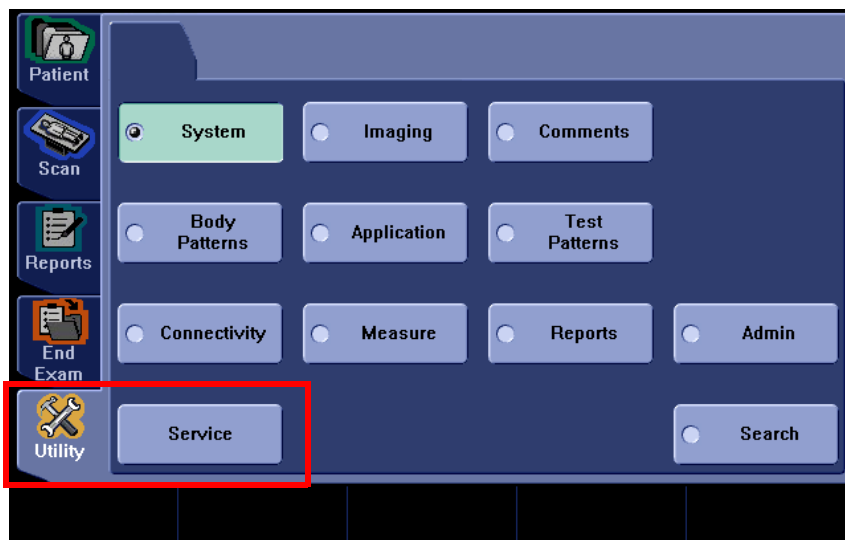 Patient
Scan
Reports
End
Exam
Utility
System
Imaging
Comments
Body
Patterns
Application
Test
Patterns
Connectivity
Measure
Reports
Admin
Service
Search